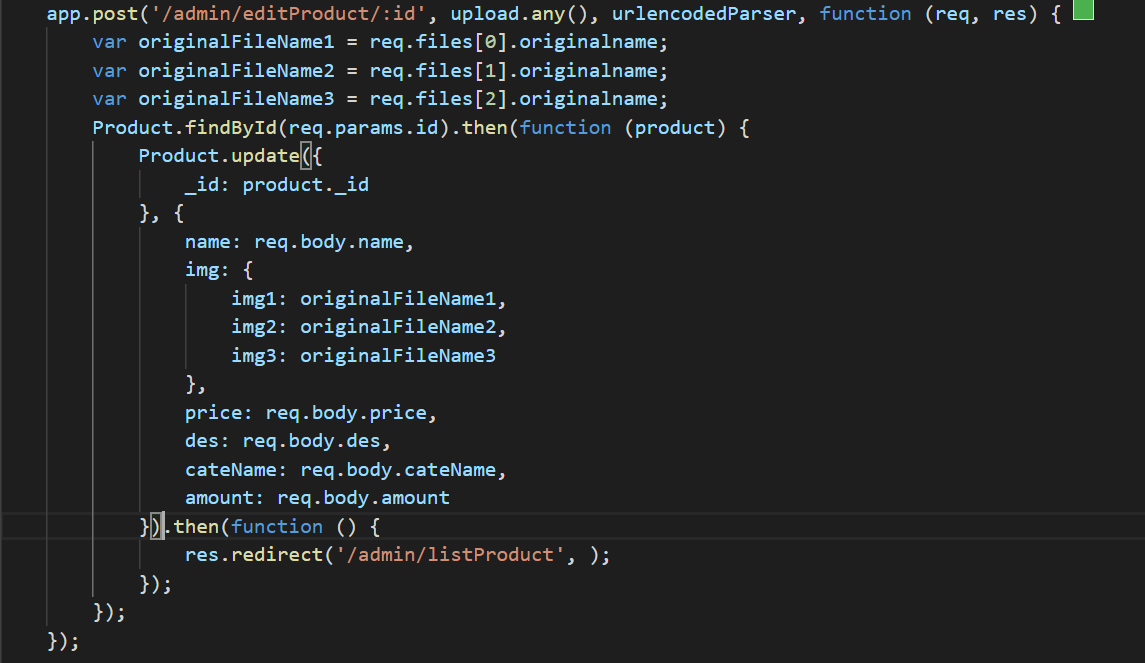 app.post('/admin/editProduct/:id', upload.any(), urlencodedParser, function (req, res) {
    var originalFileName1 = req.files[0].originalname;
    var originalFileName2 = req.files[1].originalname;
    var originalFileName3 = req.files[2].originalname;
    Product.findById(req.params.id).then(function (product) {
        Product.update({
            _id: product._id
        }, {
            name: req.body.name,
            img: {
                img1: originalFileName1,
                img2: originalFileName2,
                img3: originalFileName3
            },
            price: req.body.price,
            des: req.body.des,
            cateName: req.body.cateName,
            amount: req.body.amount
        }).then(function () {
            res.redirect('/admin/listProduct', );
        });
    });
});